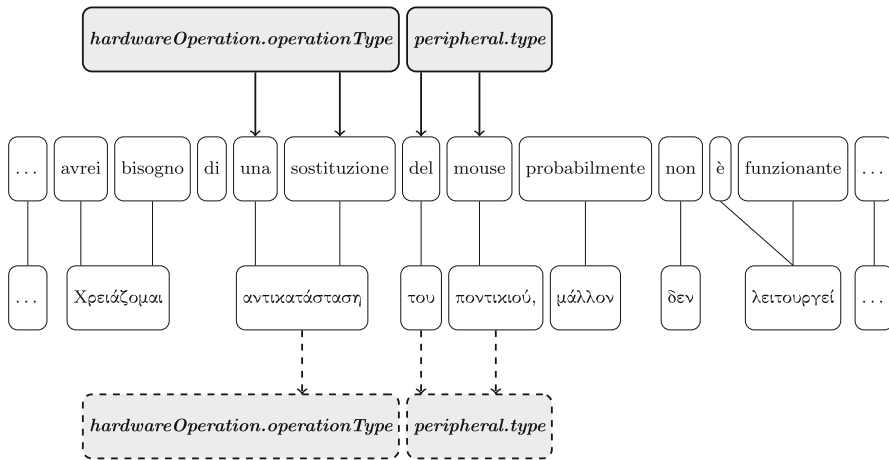 hardwareOperation.operationType peripheral.type
... avrei bisogno di una sostituzione del mouse probabilmente non è funzionante ...
... Χρειάζομαι αντικατάσταση του ποντικιού, μάλλον δεν λειτουργεί ...
hardwareOperation.operationType peripheral.type